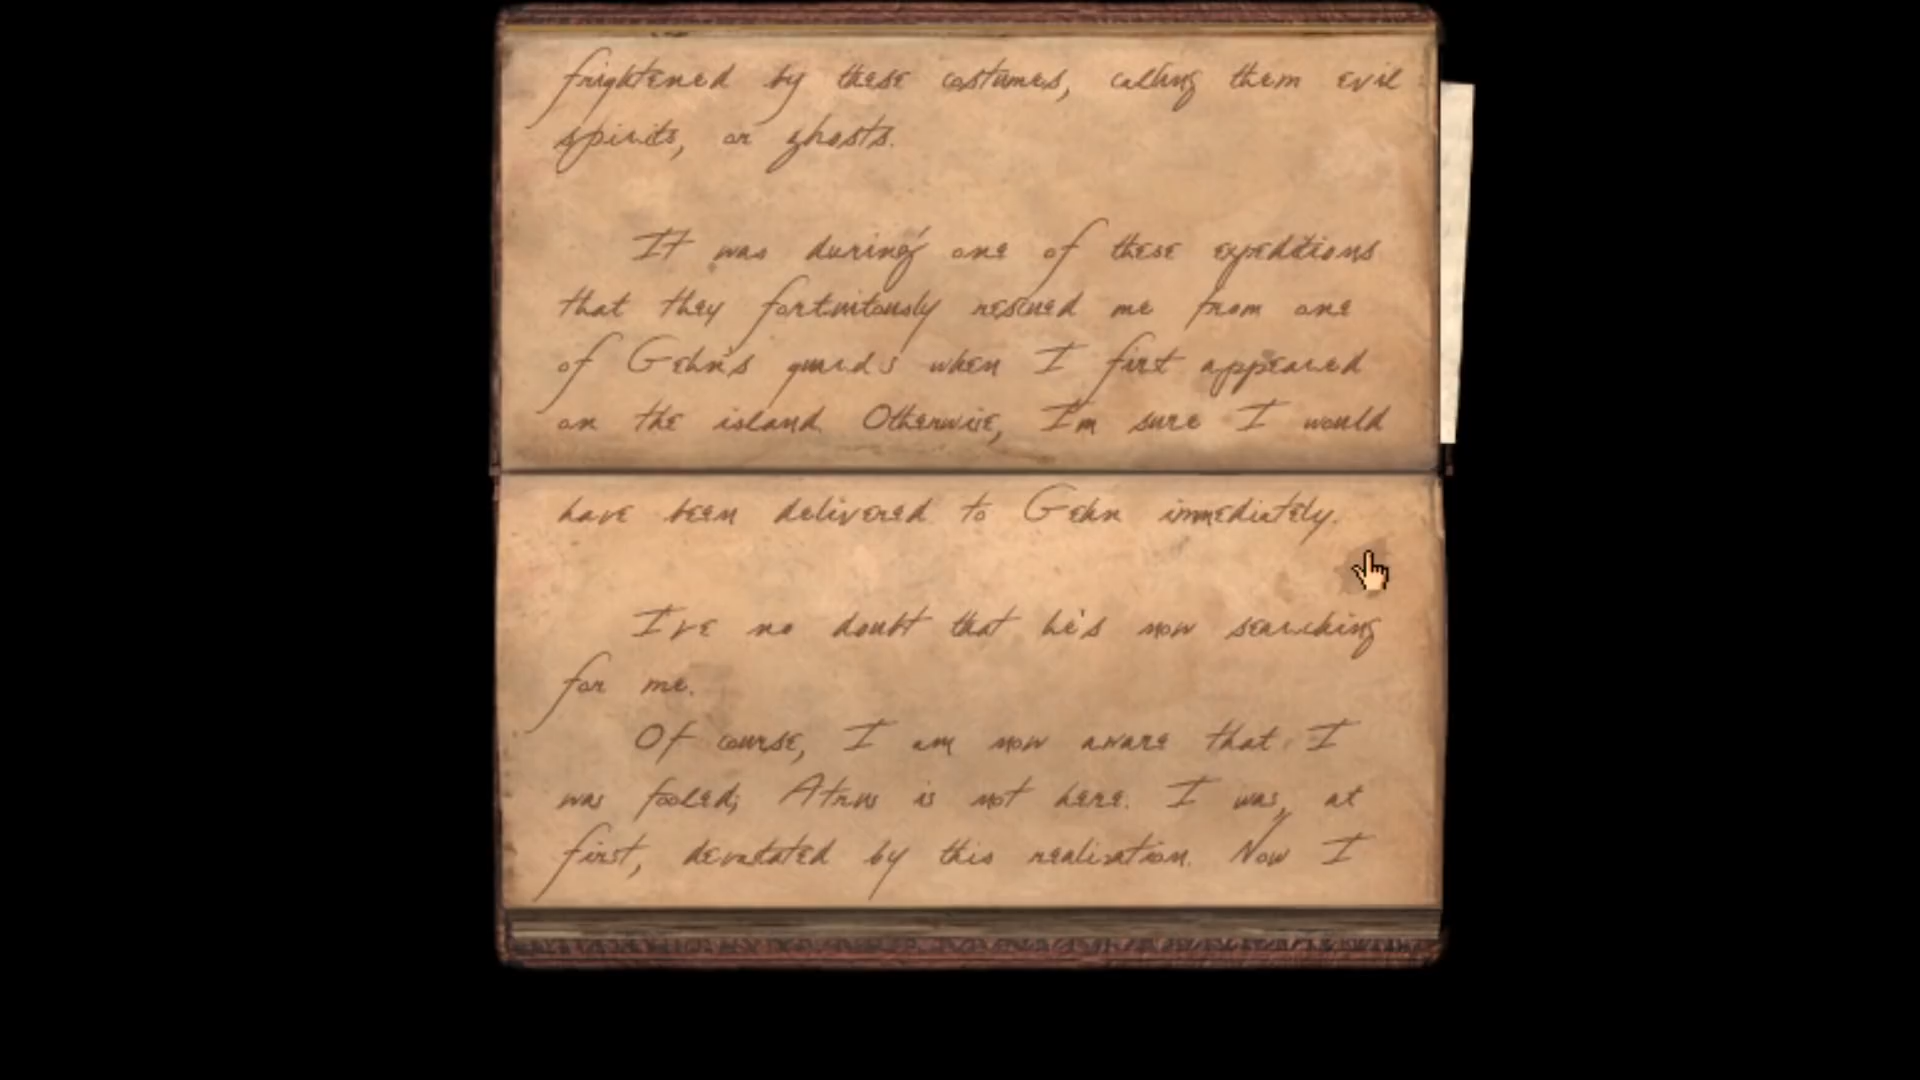 frightened by these costumes, calling them evil
spirits, or ghosts.
It was during one of these expeditions
that they fortuitously rescued me from one
of Gehn's guards when I first appeared
on the island. Otherwise, I'm sure I would
have been delivered to Gehn immediately.
I've no doubt that he's now searching
for me.
Of course, I am now aware that I
was fooled; Atrus is not here. I was, at
first, devastated by this realization. Now I